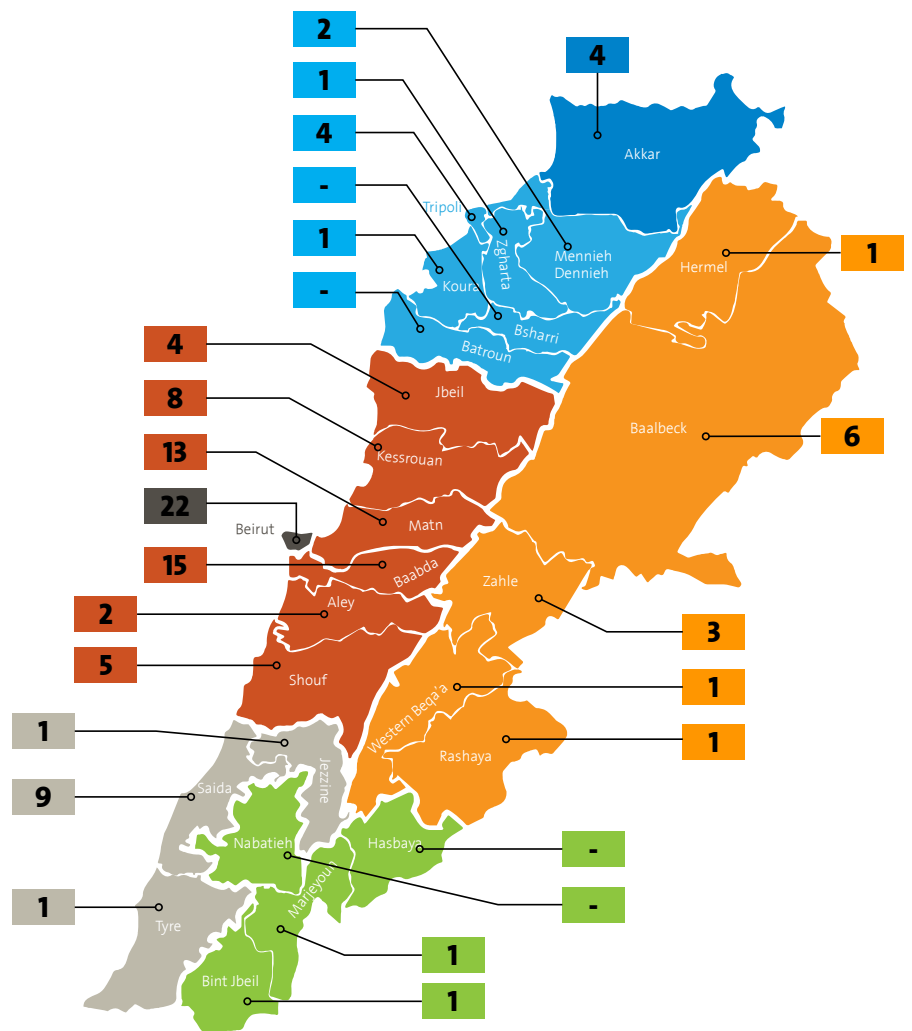 2
4
1
4
Akkar
-
Tripoli
1
Zgharta
Mennieh
Dennieh
Hermel
1
Koura
-
Bsharri
Batroun
4
Jbeil
8
Baalbeck
6
13
Kessrouan
22
Beirut
Matn
15
Baabda
Zahle
2
Aley
3
5
Shouf
1
Western Beqa'a
1
1
Rashaya
Jezzine
9
Saida
Nabatieh
Hasbaya
-
Marjeyoun
-
1
Tyre
1
Bint Jbeil
1